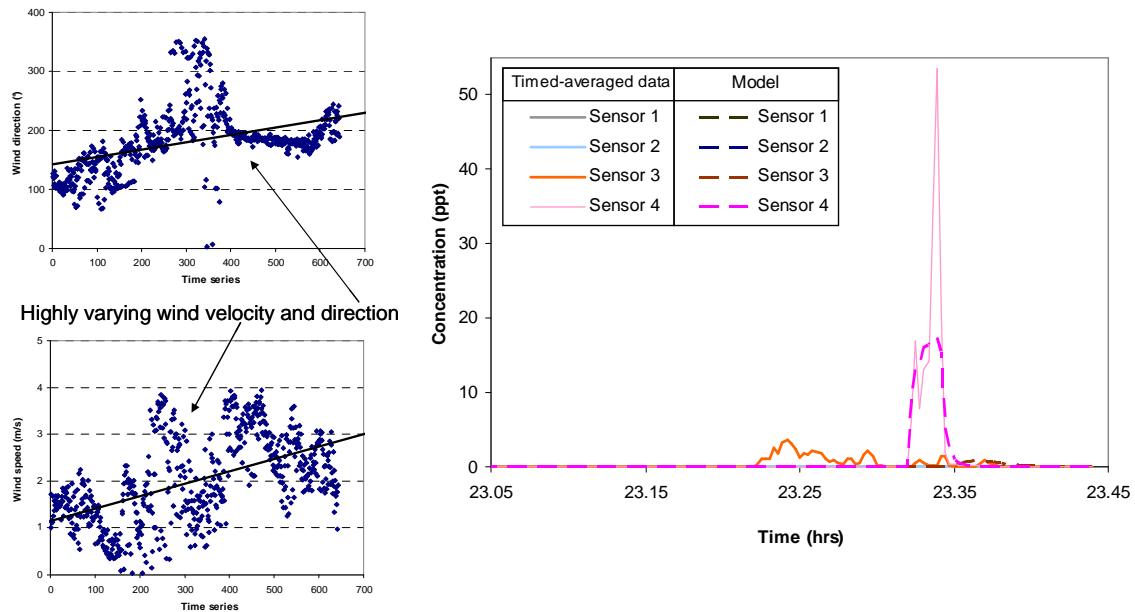 400
300
200
100
0
Wind direction (°)
0 100 200 300 400 500 600 700
Time series
Highly varying wind velocity and direction
5
4
3
2
1
0
Wind speed (m/s)
0 100 200 300 400 500 600 700
Time series
Timed-averaged data Model
Sensor 1 Sensor 1
Sensor 2 Sensor 2
Sensor 3 Sensor 3
Sensor 4 Sensor 4
50
40
30
20
10
0
Concentration (ppt)
23.05 23.15 23.25 23.35 23.45
Time (hrs)